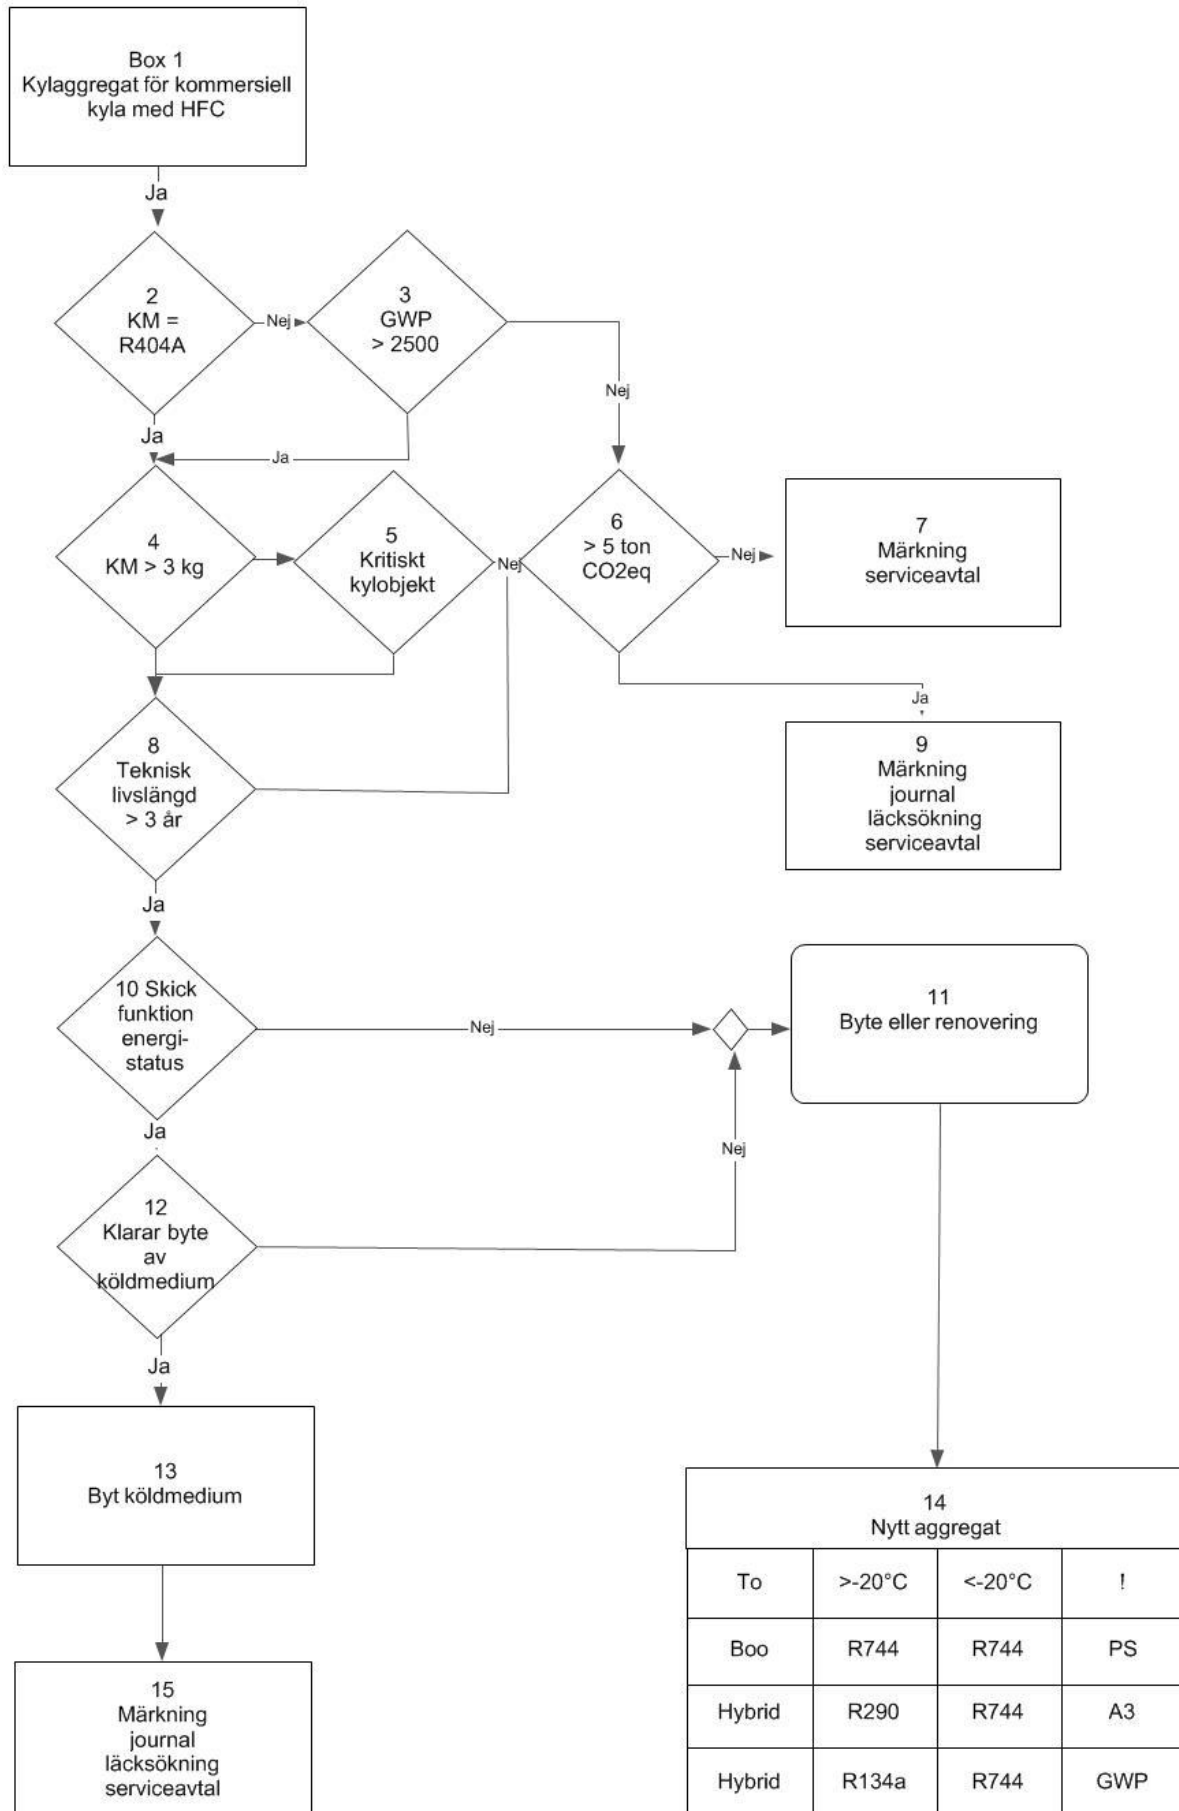 Box 1
Kylaggregat för kommersiell
kyla med HFC
Ja
2
KM =
R404A
Nej
3
GWP
> 2500
Nej
Ja
Ja
4
KM > 3 kg
5
Kritiskt
kylobjekt
Nej
6
> 5 ton
CO2eq
Nej
7
Märkning
serviceavtal
Ja
8
Teknisk
livslängd
> 3 år
9
Märkning
journal
läcksökning
serviceavtal
Ja
10 Skick
funktion
energi-
status
Nej
11
Byte eller renovering
Ja
Nej
12
Klarar byte
av
köldmedium
Ja
13
Byt köldmedium
14
Nytt aggregat
To >-20°C <-20°C !
Boo R744 R744 PS
Hybrid R290 R744 A3
Hybrid R134a R744 GWP
15
Märkning
journal
läcksökning
serviceavtal